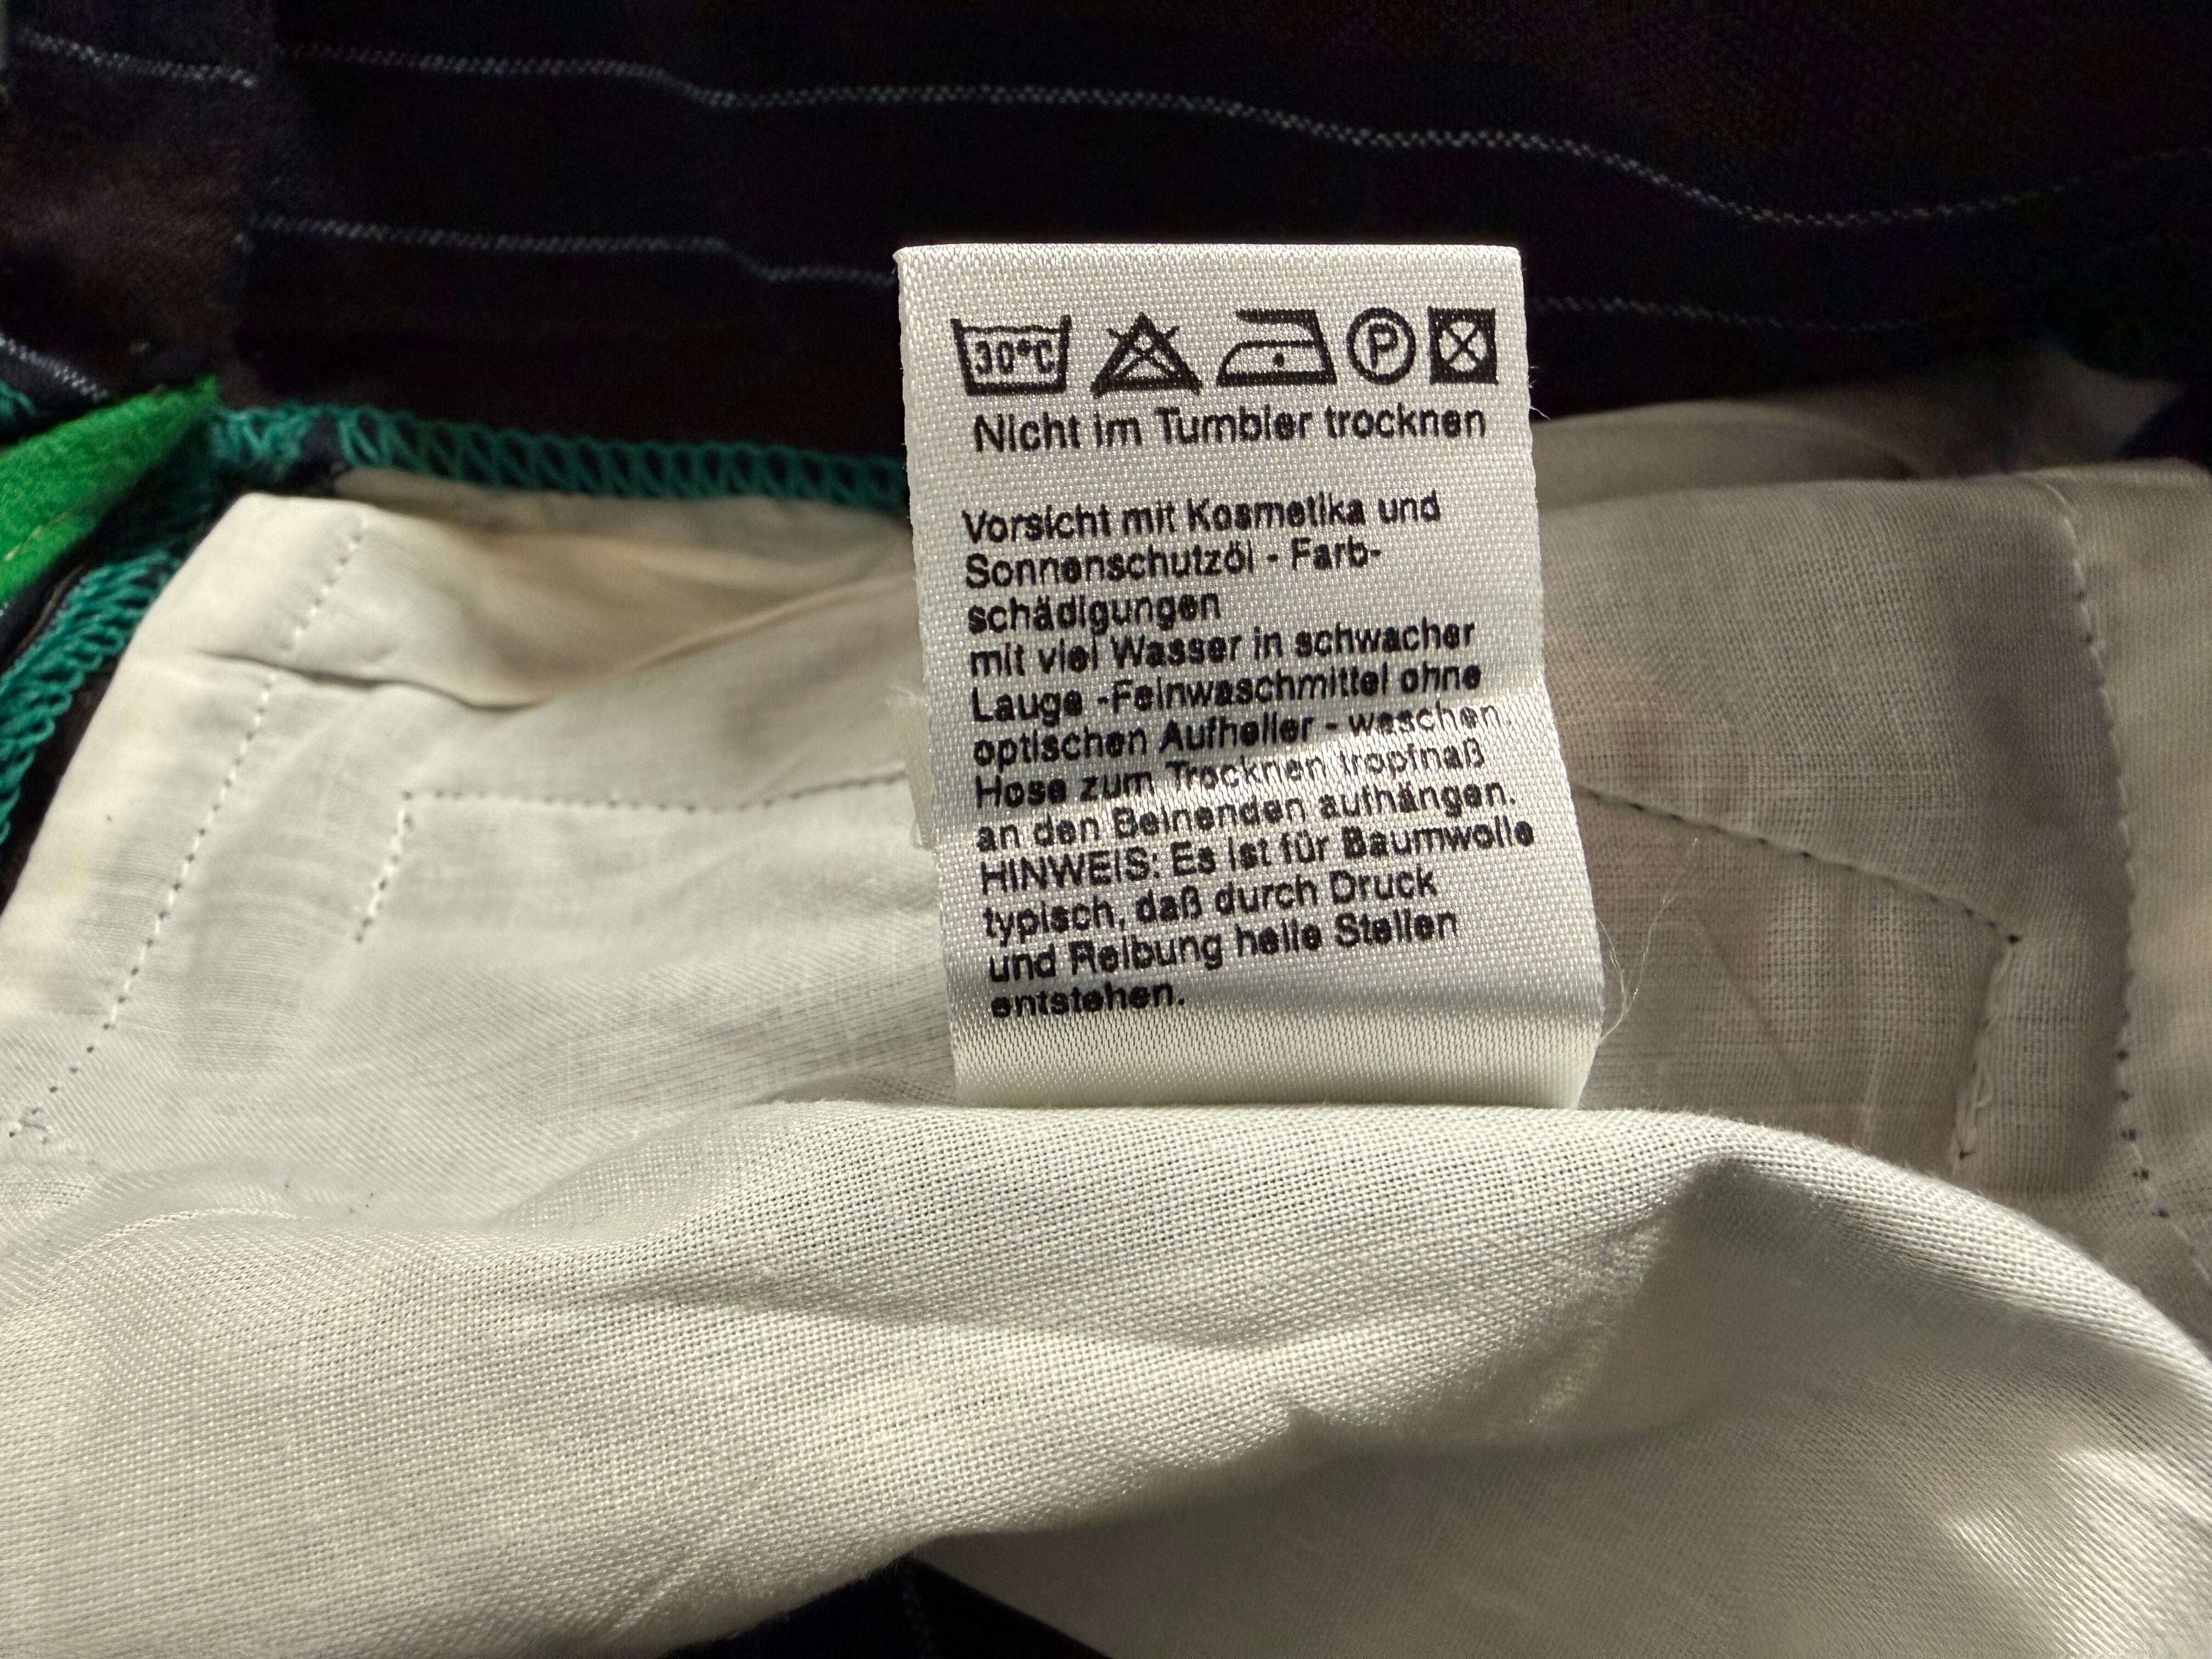 30°C P
Nicht im Tumbler trocknen
Vorsicht mit Kosmetika und
Sonnenschutzöl - Farb-
schädigungen
mit viel Wasser in schwacher
Lauge -Feinwaschmittel ohne
optischen Aufheller - waschen.
Hose zum Trocknen tropfnaß
an den Beinenden aufhängen.
HINWEIS: Es ist für Baumwolle
typisch, daß durch Druck
und Reibung helle Stellen
entstehen.